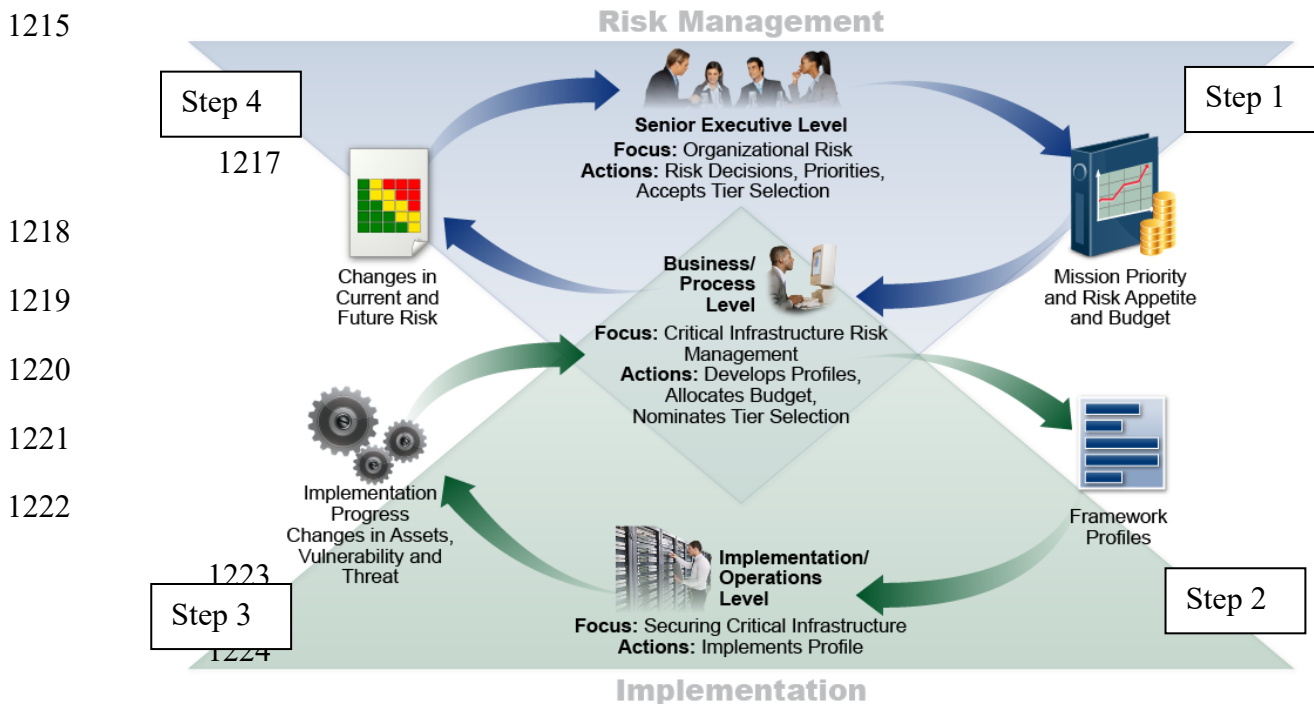 1215
Risk Management
Step 4
Step 1
Senior Executive Level
Focus: Organizational Risk
Actions: Risk Decisions, Priorities,
Accepts Tier Selection
1217
1218
Changes in
Current and
Future Risk
Business/
Process
Level
Mission Priority
and Risk Appetite
and Budget
1219
Focus: Critical Infrastructure Risk
Management
Actions: Develops Profiles,
Allocates Budget,
Nominates Tier Selection
1220
1221
1222
Implementation
Progress
Changes in Assets,
Vulnerability and
Threat
Framework
Profiles
1223
Implementation/
Operations
Level
Focus: Securing Critical Infrastructure
Actions: Implements Profile
Step 3
Step 2
1224
Implementation